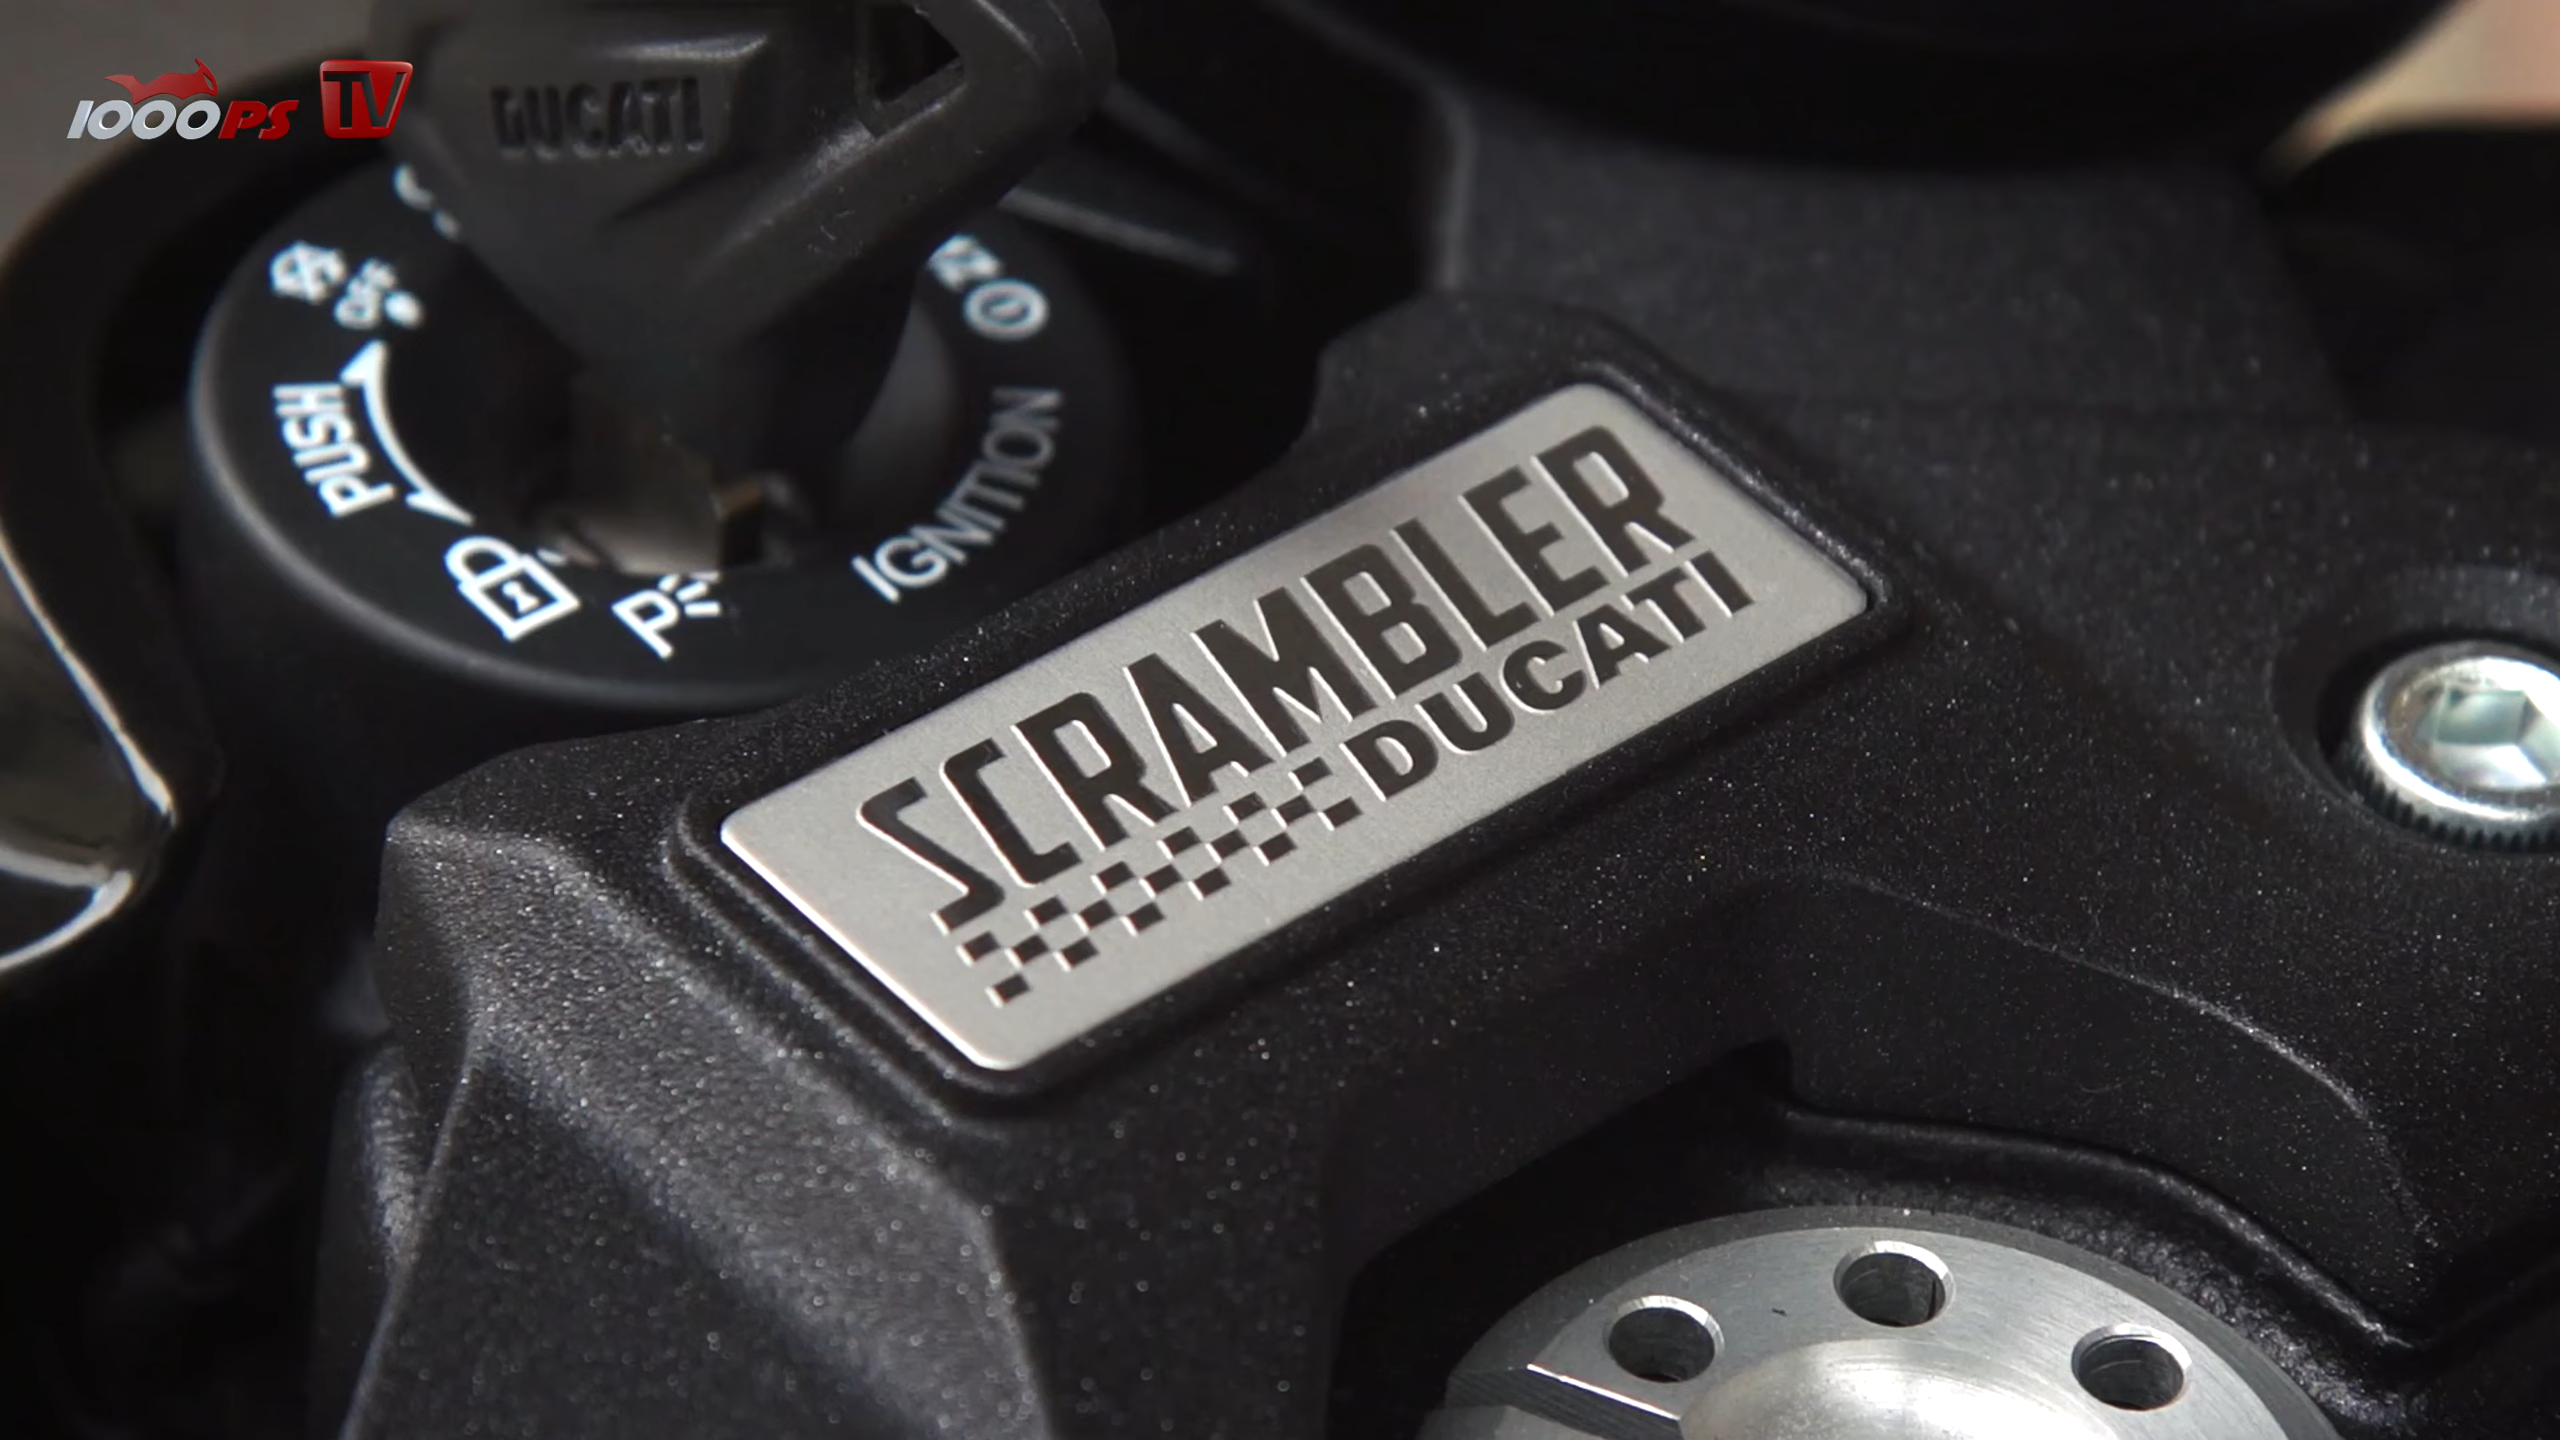 1000PS TV
DUCATI
OFF
PUSH
P
IGNITION
SCRAMBLER
DUCATI